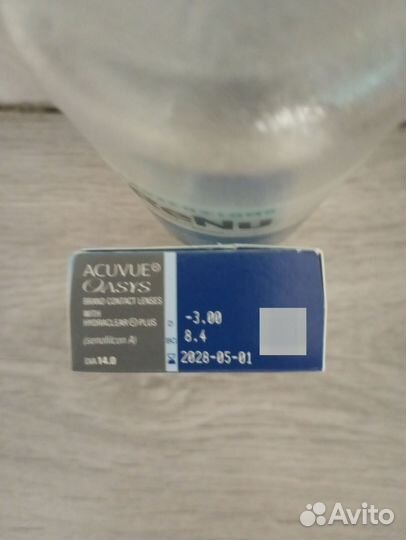 ReNu
ACUVUE®
OASYS
BRAND CONTACT LENSES
WITH
HYDRACLEAR PLUS
(senofilcon A)
DIA 14.0
D -3.00
BC 8.4
2028-05-01
Avito